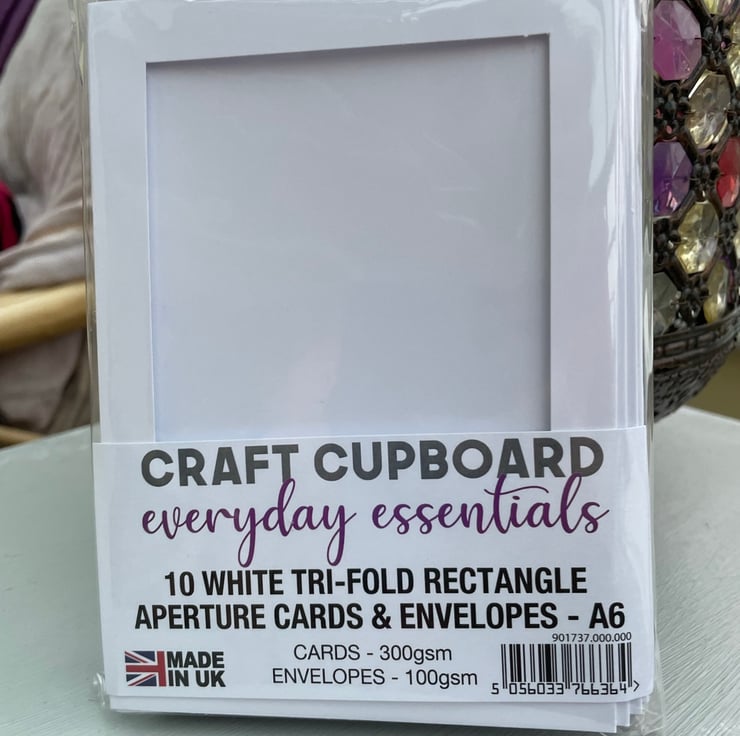 CRAFT CUPBOARD
everyday essentials
10 WHITE TRI-FOLD RECTANGLE
APERTURE CARDS & ENVELOPES - A6
901737.000.000
CARDS - 300gsm
ENVELOPES - 100gsm
MADE
IN UK
5 056033 766364 >